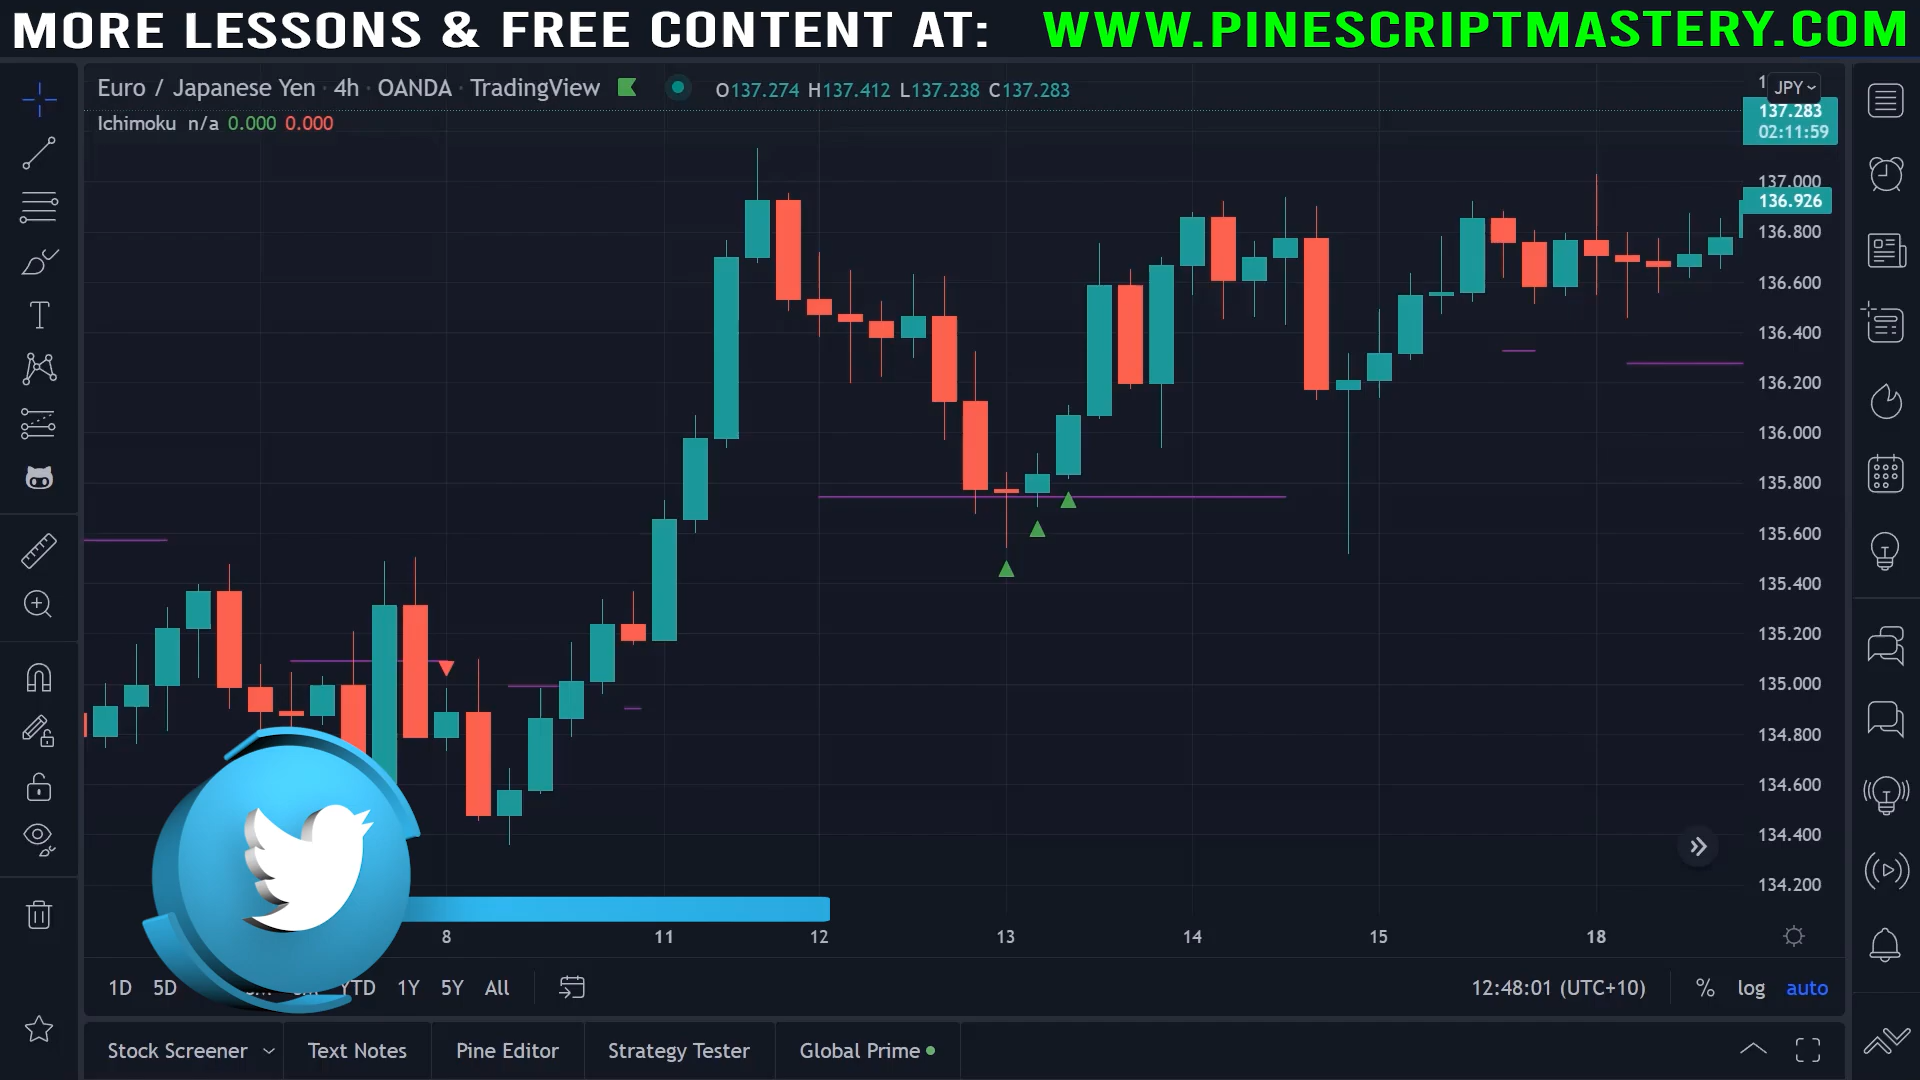 MORE LESSONS & FREE CONTENT AT: WWW.PINESCRIPTMASTERY.COM
Euro / Japanese Yen · 4h · OANDA · TradingView O137.274 H137.412 L137.238 C137.283
Ichimoku n/a 0.000 0.000
JPY
137.283
02:11:59
137.000
136.926
136.800
136.600
136.400
136.200
136.000
135.800
135.600
135.400
135.200
135.000
134.800
134.600
134.400
134.200
8 11 12 13 14 15 18
1D 5D YTD 1Y 5Y All 12:48:01 (UTC+10) % log auto
Stock Screener Text Notes Pine Editor Strategy Tester Global Prime